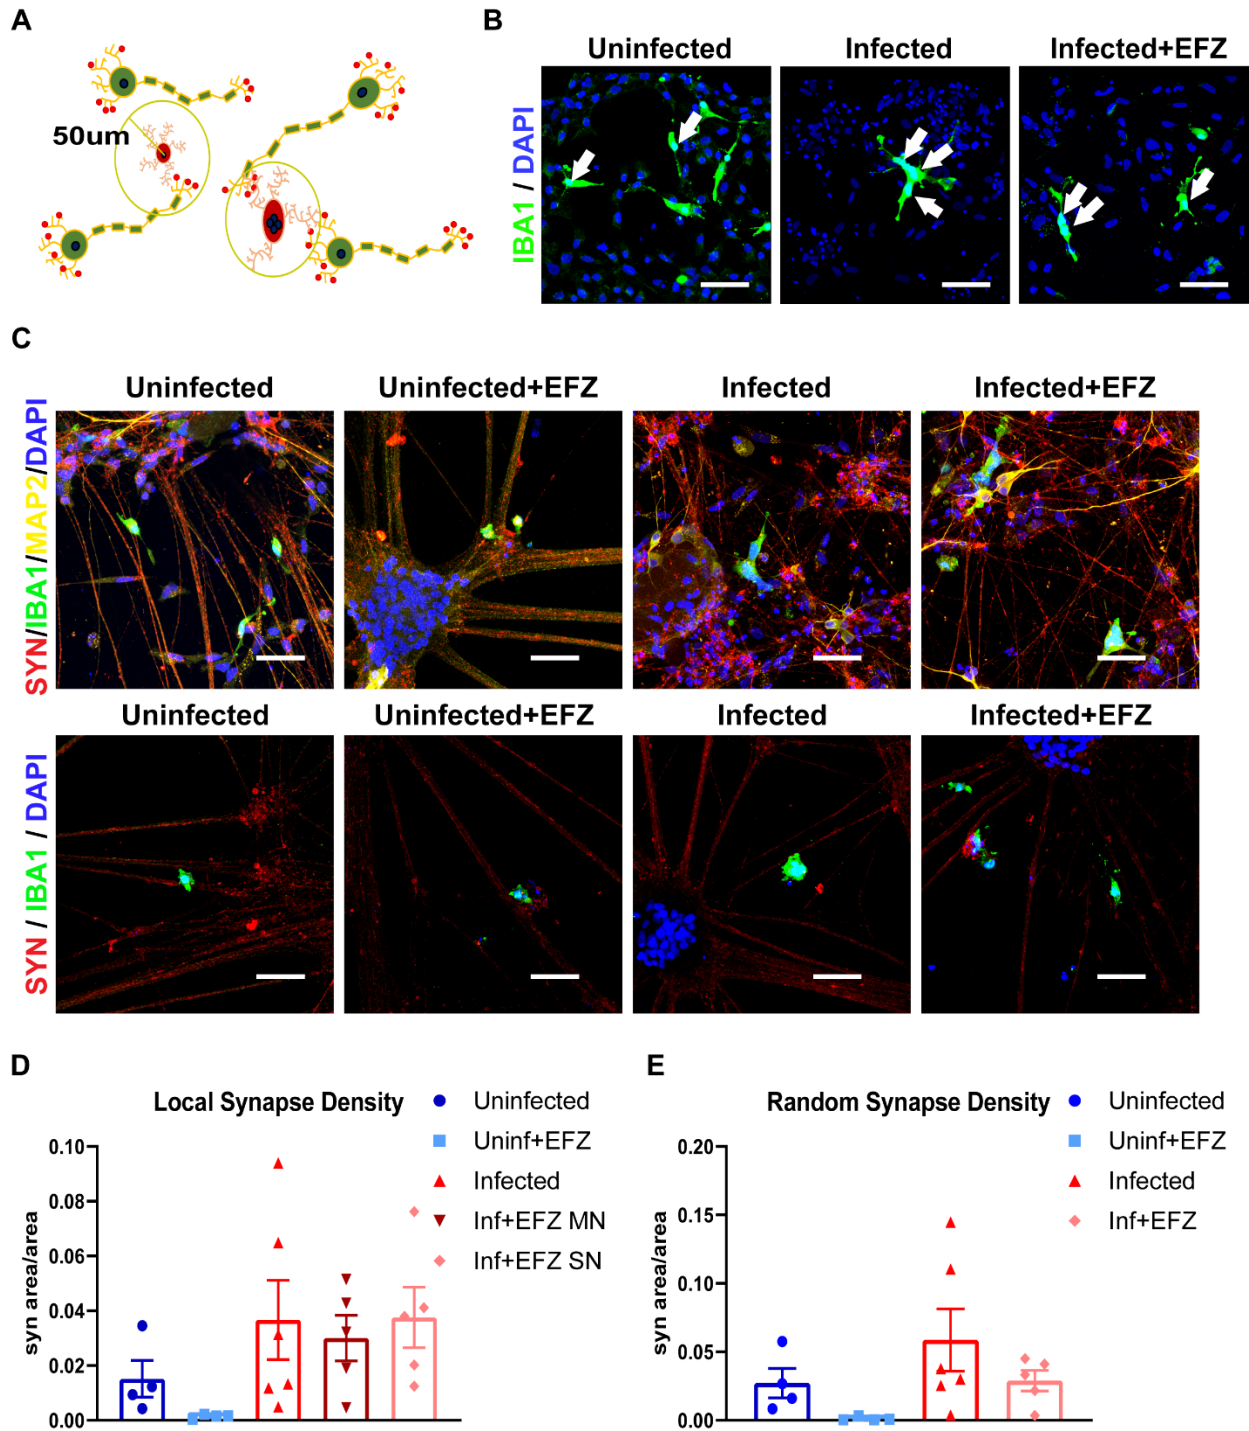 A
50um
B
Uninfected
Infected
Infected+EFZ
IBA1 / DAPI
C
Uninfected
Uninfected+EFZ
Infected
Infected+EFZ
SYN/IBA1/MAP2/DAPI
Uninfected
Uninfected+EFZ
Infected
Infected+EFZ
SYN / IBA1 / DAPI
D
Local Synapse Density
Uninfected
Uninf+EFZ
Infected
Inf+EFZ MN
Inf+EFZ SN
syn area/area
0.10
0.08
0.06
0.04
0.02
0.00
E
Random Synapse Density
Uninfected
Uninf+EFZ
Infected
Inf+EFZ
syn area/area
0.20
0.15
0.10
0.05
0.00